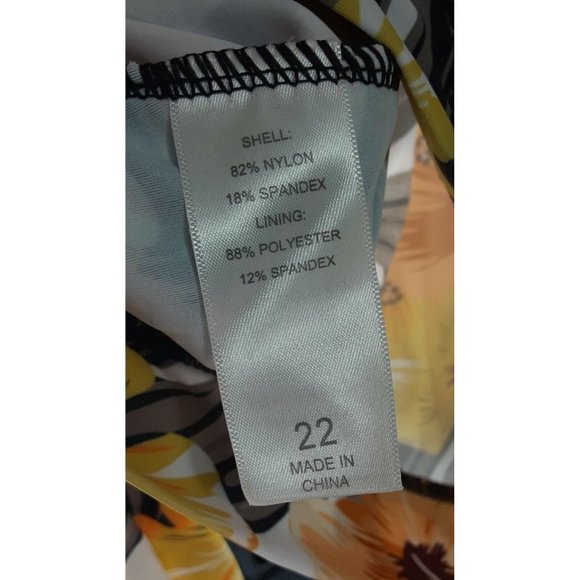 SHELL:
82% NYLON
18% SPANDEX
LINING:
88% POLYESTER
12% SPANDEX
22
MADE IN
CHINA